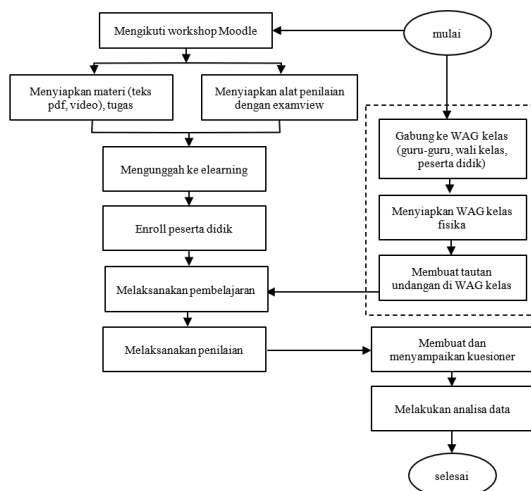 Mengikuti workshop Moodle
mulai
Menyiapkan materi (teks
pdf, video), tugas
Menyiapkan alat penilaian
dengan examview
Gabung ke WAG kelas
(guru-guru, wali kelas,
peserta didik)
Mengunggah ke elearning
Menyiapkan WAG kelas
fisika
Enroll peserta didik
Membuat tautan
undangan di WAG kelas
Melaksanakan pembelajaran
Melaksanakan penilaian
Membuat dan
menyampaikan kuesioner
Melakukan analisa data
selesai